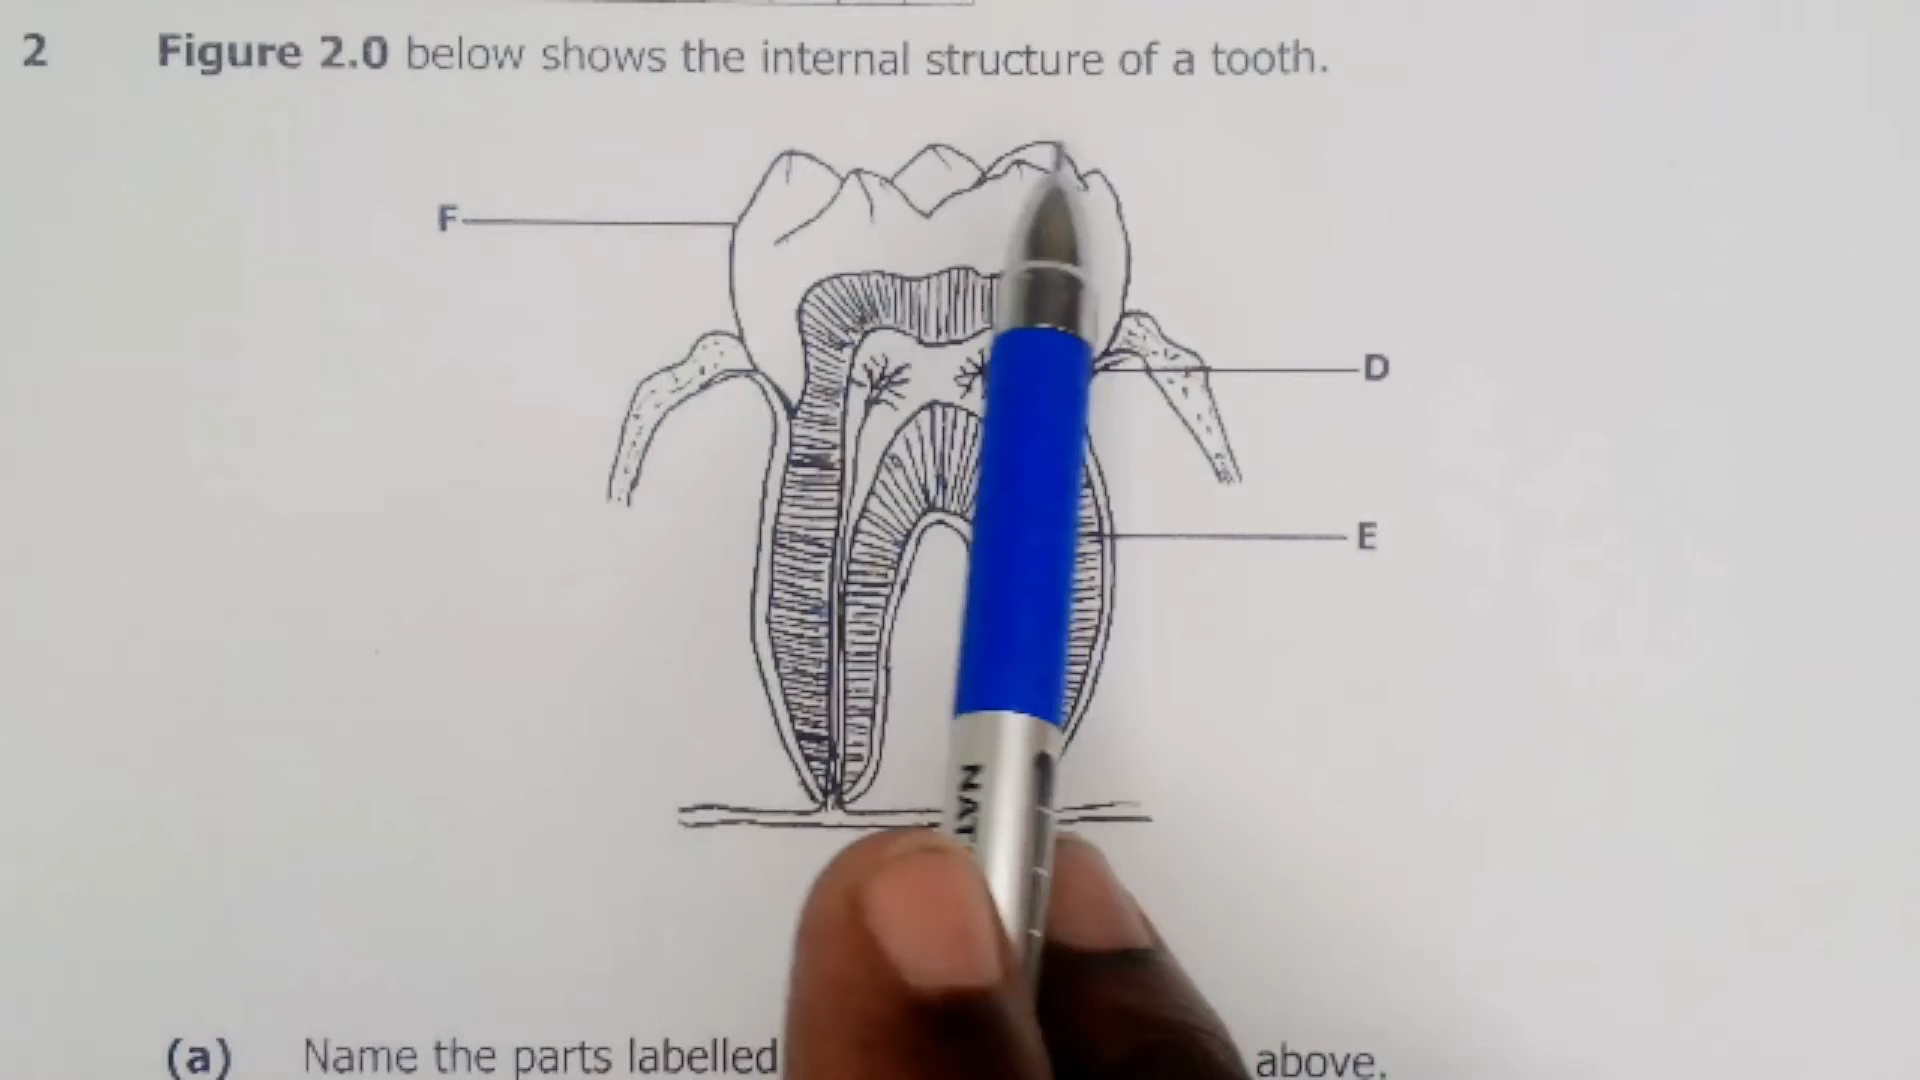 2 Figure 2.0 below shows the internal structure of a tooth.
F
D
E
NAT
(a) Name the parts labelled above.